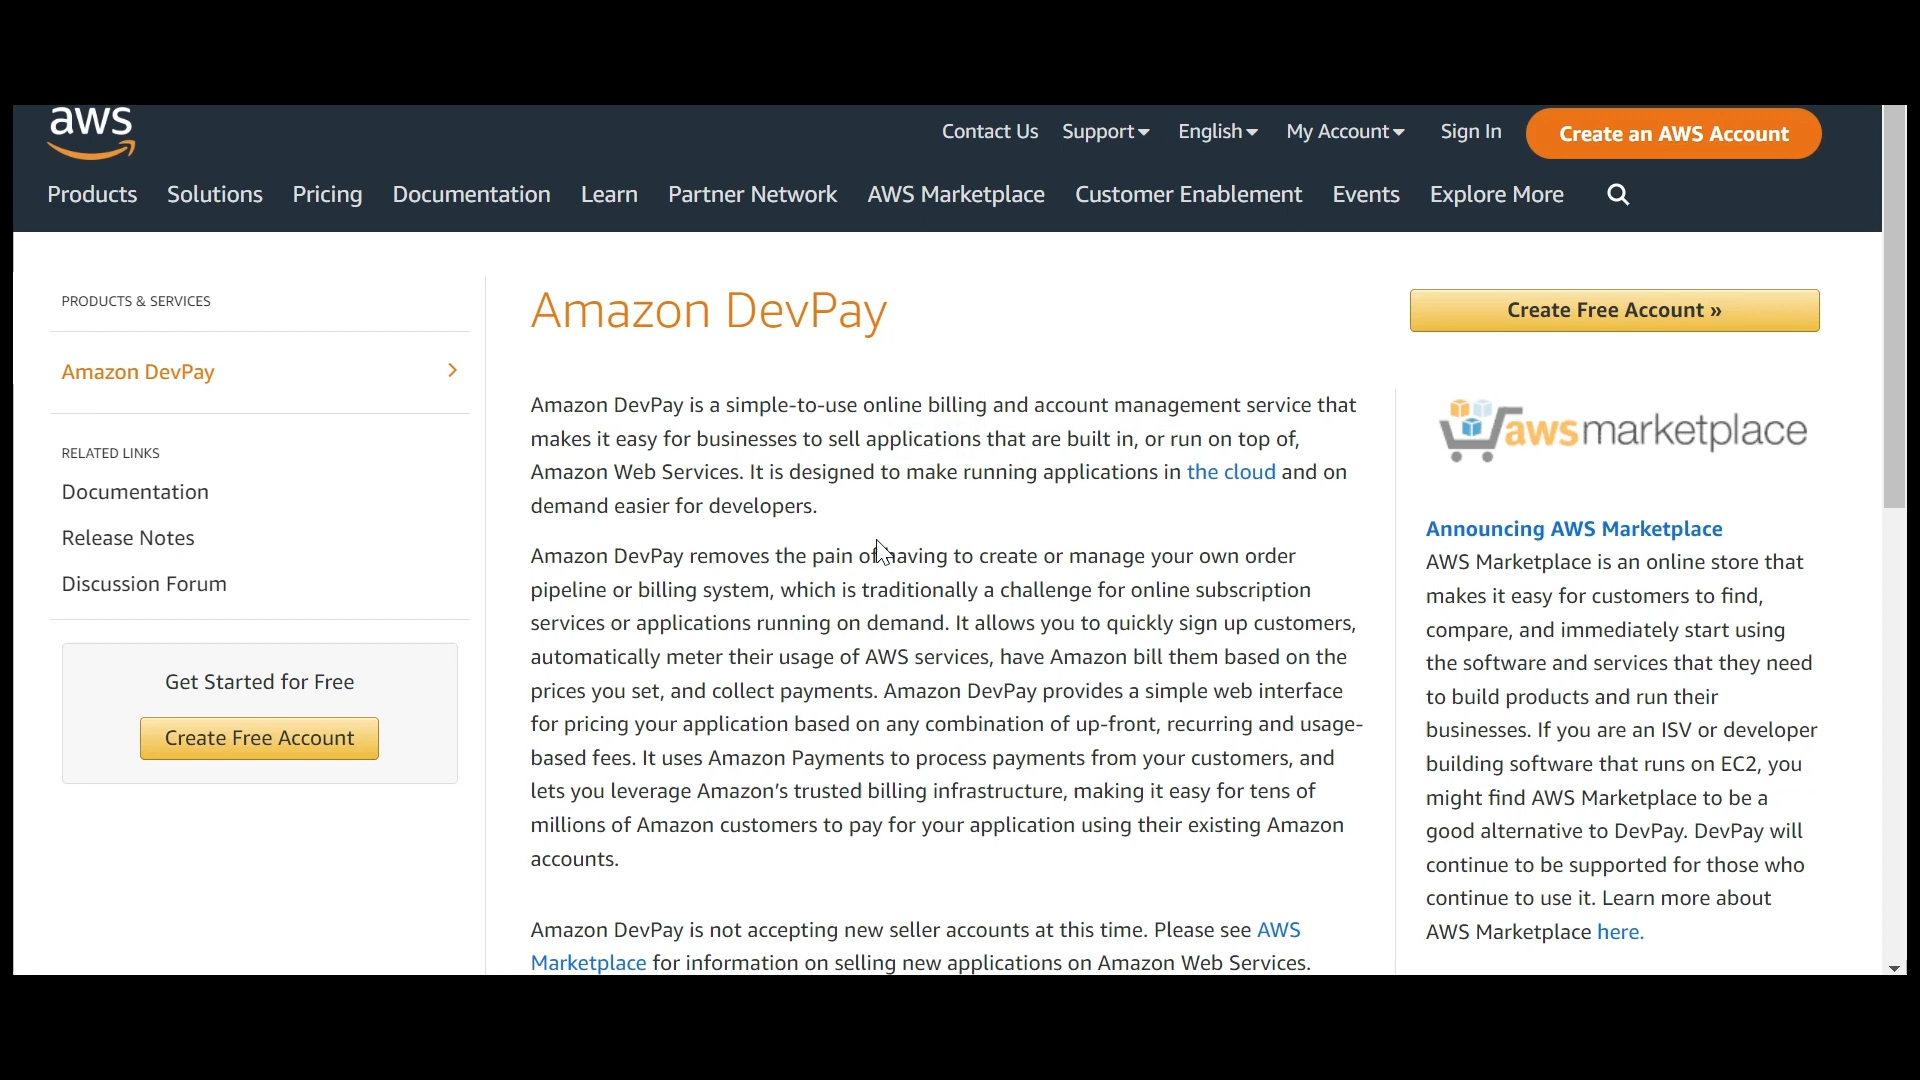 aws
Contact Us Support English My Account Sign In Create an AWS Account
Products Solutions Pricing Documentation Learn Partner Network AWS Marketplace Customer Enablement Events Explore More
PRODUCTS & SERVICES
Amazon DevPay
RELATED LINKS
Documentation
Release Notes
Discussion Forum
Get Started for Free
Create Free Account
Amazon DevPay
Amazon DevPay is a simple-to-use online billing and account management service that
makes it easy for businesses to sell applications that are built in, or run on top of,
Amazon Web Services. It is designed to make running applications in the cloud and on
demand easier for developers.
Amazon DevPay removes the pain of having to create or manage your own order
pipeline or billing system, which is traditionally a challenge for online subscription
services or applications running on demand. It allows you to quickly sign up customers,
automatically meter their usage of AWS services, have Amazon bill them based on the
prices you set, and collect payments. Amazon DevPay provides a simple web interface
for pricing your application based on any combination of up-front, recurring and usage-
based fees. It uses Amazon Payments to process payments from your customers, and
lets you leverage Amazon’s trusted billing infrastructure, making it easy for tens of
millions of Amazon customers to pay for your application using their existing Amazon
accounts.
Amazon DevPay is not accepting new seller accounts at this time. Please see AWS
Marketplace for information on selling new applications on Amazon Web Services.
Create Free Account »
awsmarketplace
Announcing AWS Marketplace
AWS Marketplace is an online store that
makes it easy for customers to find,
compare, and immediately start using
the software and services that they need
to build products and run their
businesses. If you are an ISV or developer
building software that runs on EC2, you
might find AWS Marketplace to be a
good alternative to DevPay. DevPay will
continue to be supported for those who
continue to use it. Learn more about
AWS Marketplace here.